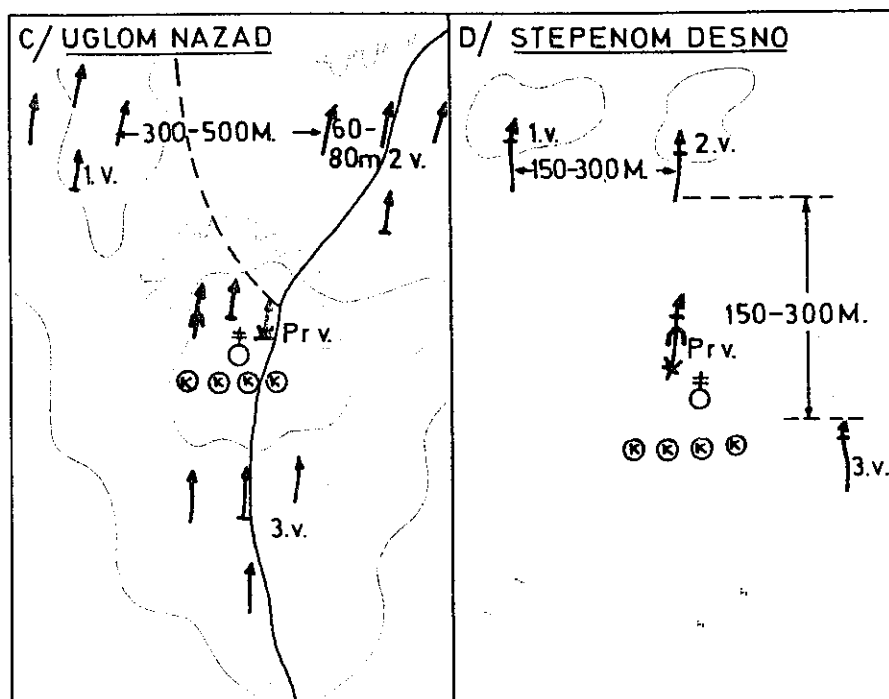 C/ UGLOM NAZAD
300-500 M.
60-
80m
2 v.
1. v.
Pr v.
K K K K
3. v.
D/ STEPENOM DESNO
1. v.
2. v.
150-300 M.
150-300 M.
Pr v.
K K K K
3. v.